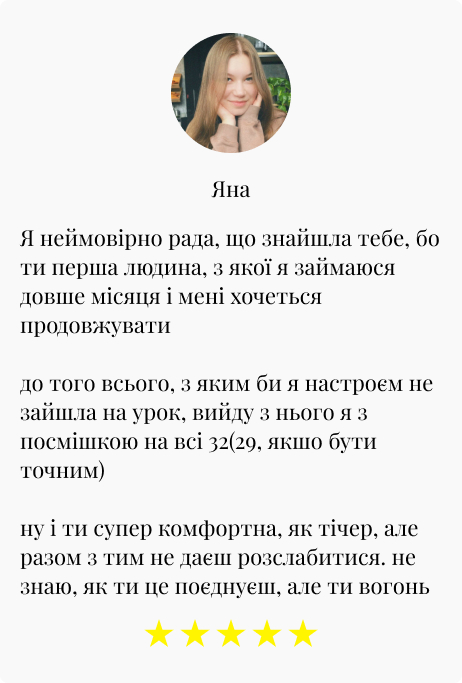 Яна
Я неймовірно рада, що знайшла тебе, бо
ти перша людина, з якої я займаюся
довше місяця і мені хочеться
продовжувати
до того всього, з яким би я настроєм не
зайшла на урок, вийду з нього я з
посмішкою на всі 32(29, якшо бути
точним)
ну і ти супер комфортна, як тічер, але
разом з тим не даєш розслабитися. не
знаю, як ти це поєднуєш, але ти вогонь